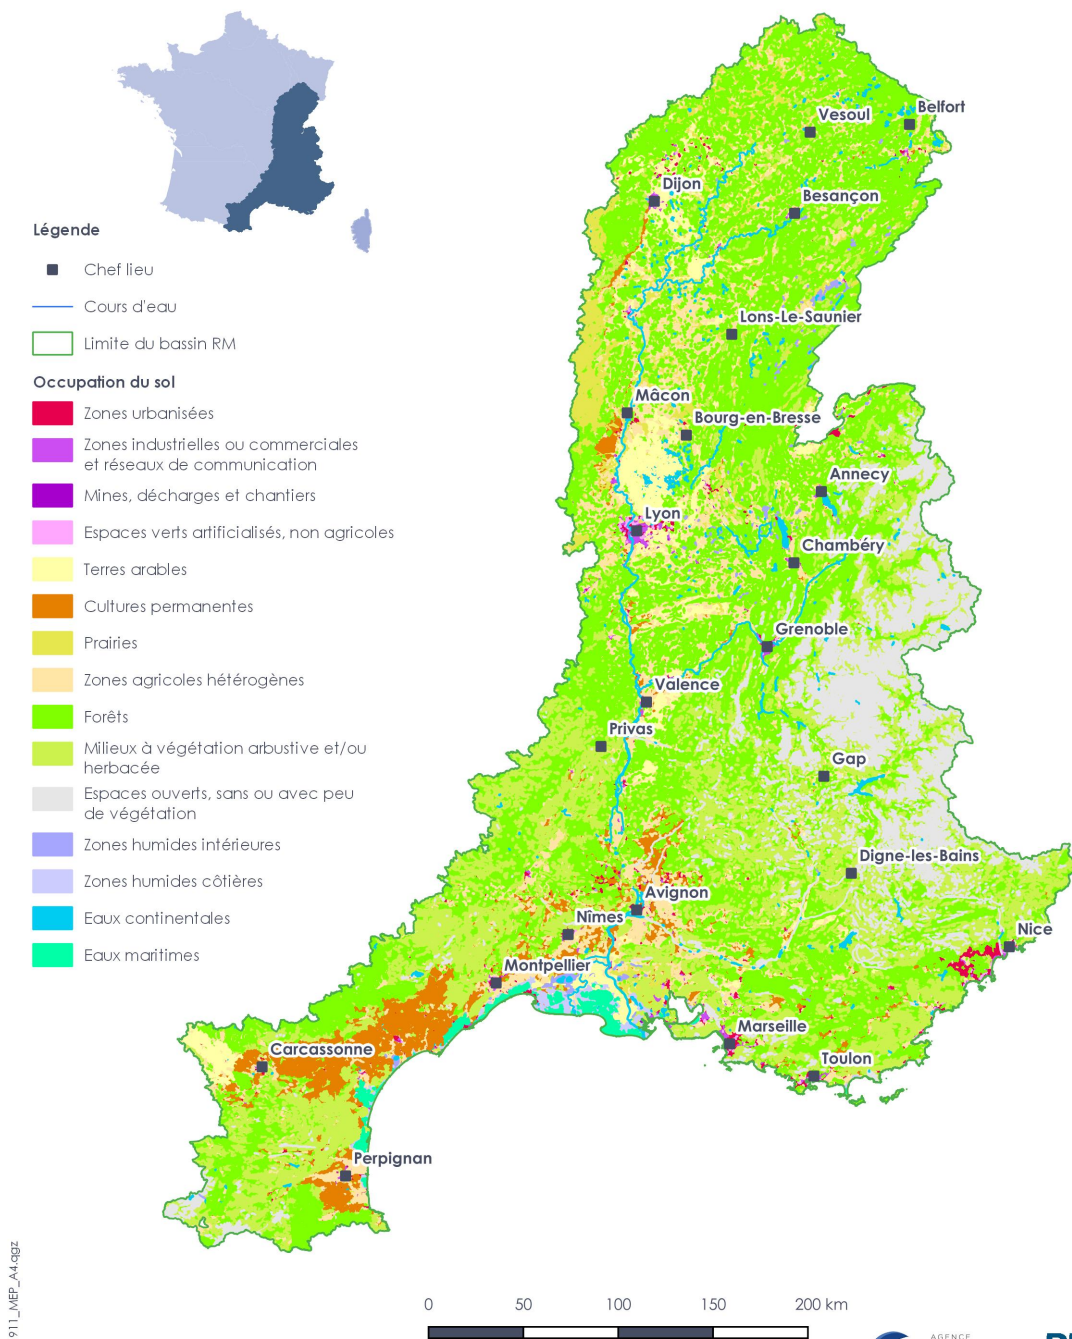 Légende
Chef lieu
Cours d'eau
Limite du bassin RM
Occupation du sol
Zones urbanisées
Zones industrielles ou commerciales
et réseaux de communication
Mines, décharges et chantiers
Espaces verts artificialisés, non agricoles
Terres arables
Cultures permanentes
Prairies
Zones agricoles hétérogènes
Forêts
Milieux à végétation arbustive et/ou
herbacée
Espaces ouverts, sans ou avec peu
de végétation
Zones humides intérieures
Zones humides côtières
Eaux continentales
Eaux maritimes
Belfort
Vesoul
Dijon
Besançon
Lons-Le-Saunier
Mâcon
Bourg-en-Bresse
Annecy
Lyon
Chambéry
Grenoble
Valence
Privas
Gap
Digne-les-Bains
Avignon
Nîmes
Nice
Montpellier
Marseille
Carcassonne
Toulon
Perpignan
0 50 100 150 200 km
911_MEP_A4.qgz
AGENCE